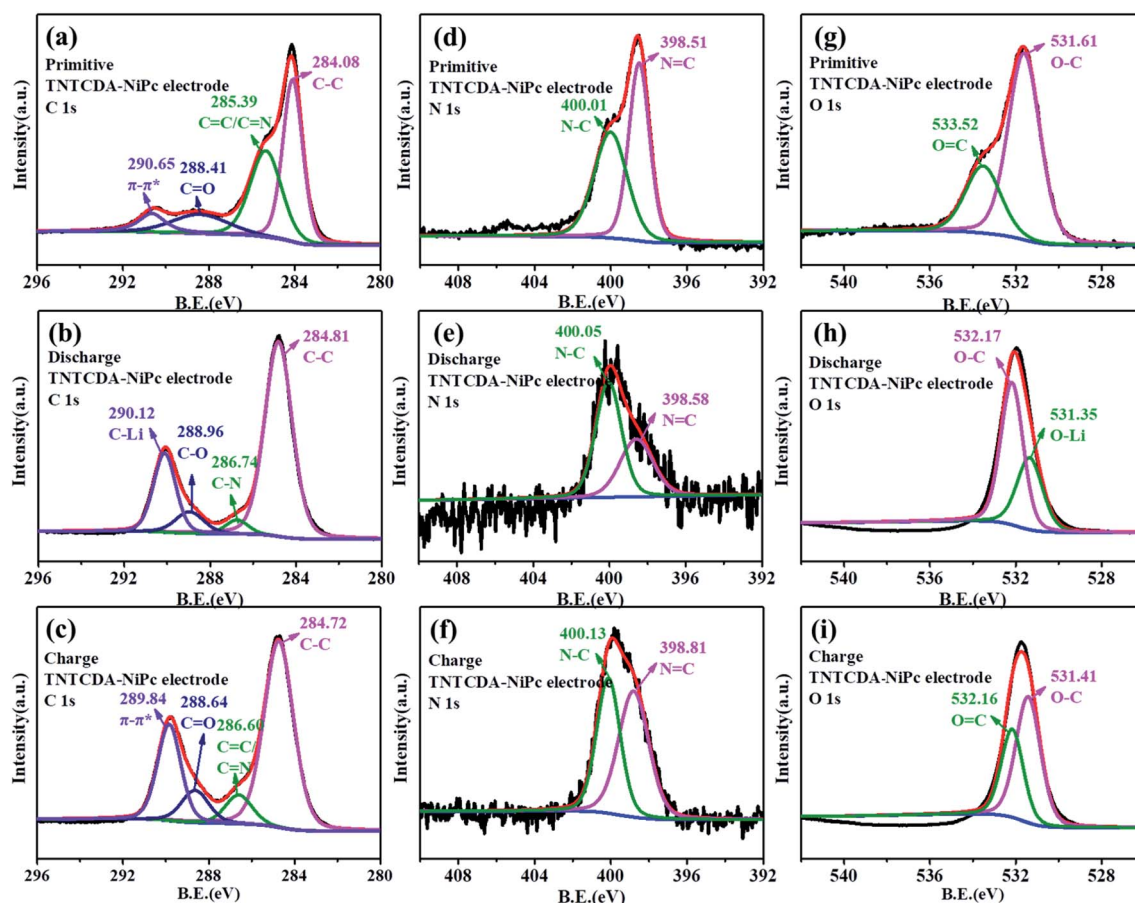 (a)
Primitive
TNTCDA-NiPc electrode
C 1s
284.08
C-C
285.39
C=C/C=N
290.65
π-π*
288.41
C=O
Intensity(a.u.)
296 292 288 284 280
B.E.(eV)
(d)
Primitive
TNTCDA-NiPc electrode
N 1s
398.51
N=C
400.01
N-C
Intensity(a.u.)
408 404 400 396 392
B.E.(eV)
(g)
Primitive
TNTCDA-NiPc electrode
O 1s
531.61
O-C
533.52
O=C
Intensity(a.u.)
540 536 532 528
B.E.(eV)
(b)
Discharge
TNTCDA-NiPc electrode
C 1s
284.81
C-C
290.12
C-Li
288.96
C-O
286.74
C-N
Intensity(a.u.)
296 292 288 284 280
B.E.(eV)
(e)
Discharge
TNTCDA-NiPc electrode
N 1s
400.05
N-C
398.58
N=C
Intensity(a.u.)
408 404 400 396 392
B.E.(eV)
(h)
Discharge
TNTCDA-NiPc electrode
O 1s
532.17
O-C
531.35
O-Li
Intensity(a.u.)
540 536 532 528
B.E.(eV)
(c)
Charge
TNTCDA-NiPc electrode
C 1s
284.72
C-C
289.84
π-π*
288.64
C=O
286.60
C=C/
C=N
Intensity(a.u.)
296 292 288 284 280
B.E.(eV)
(f)
Charge
TNTCDA-NiPc electrode
N 1s
400.13
N-C
398.81
N=C
Intensity(a.u.)
408 404 400 396 392
B.E.(eV)
(i)
Charge
TNTCDA-NiPc electrode
O 1s
531.41
O-C
532.16
O=C
Intensity(a.u.)
540 536 532 528
B.E.(eV)